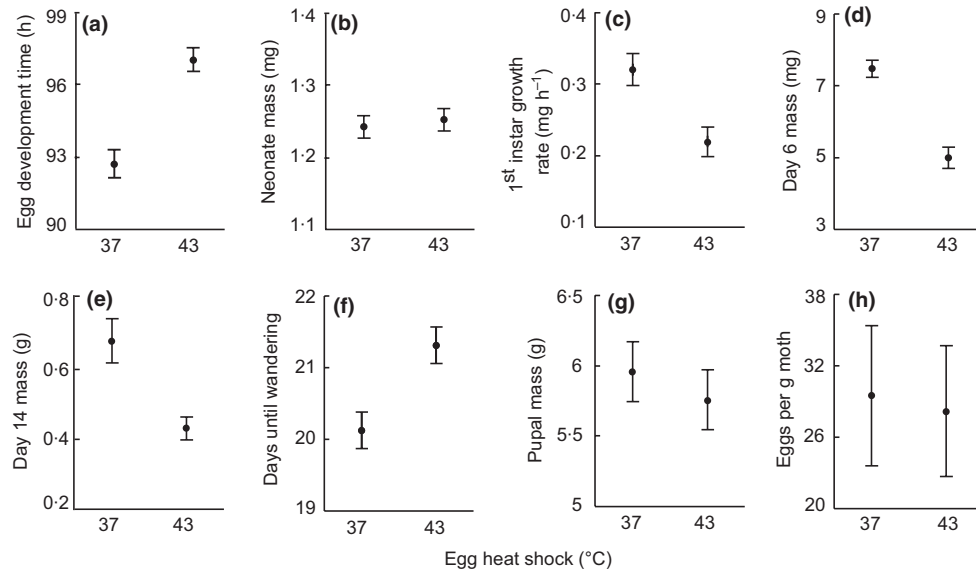 (a)
Egg development time (h)
99
96
93
90
37 43
(b)
Neonate mass (mg)
1·4
1·3
1·2
1·1
37 43
(c)
1st instar growth
rate (mg h−1)
0·4
0·3
0·2
0·1
37 43
(d)
Day 6 mass (mg)
9
7
5
3
37 43
(e)
Day 14 mass (g)
0·8
0·6
0·4
0·2
37 43
(f)
Days until wandering
22
21
20
19
37 43
(g)
Pupal mass (g)
6·5
6
5·5
5
37 43
(h)
Eggs per g moth
38
32
26
20
37 43
Egg heat shock (°C)